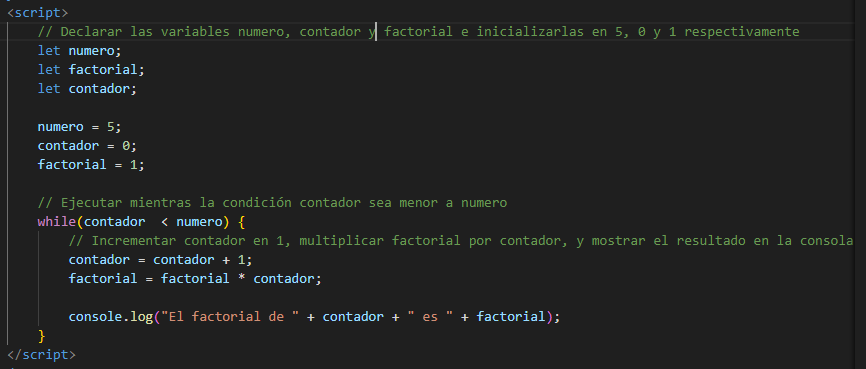 <script>
// Declarar las variables numero, contador y factorial e inicializarlas en 5, 0 y 1 respectivamente
let numero;
let factorial;
let contador;
numero = 5;
contador = 0;
factorial = 1;
// Ejecutar mientras la condición contador sea menor a numero
while(contador  < numero) {
// Incrementar contador en 1, multiplicar factorial por contador, y mostrar el resultado en la consola
contador = contador + 1;
factorial = factorial * contador;
console.log("El factorial de " + contador + " es " + factorial);
}
</script>